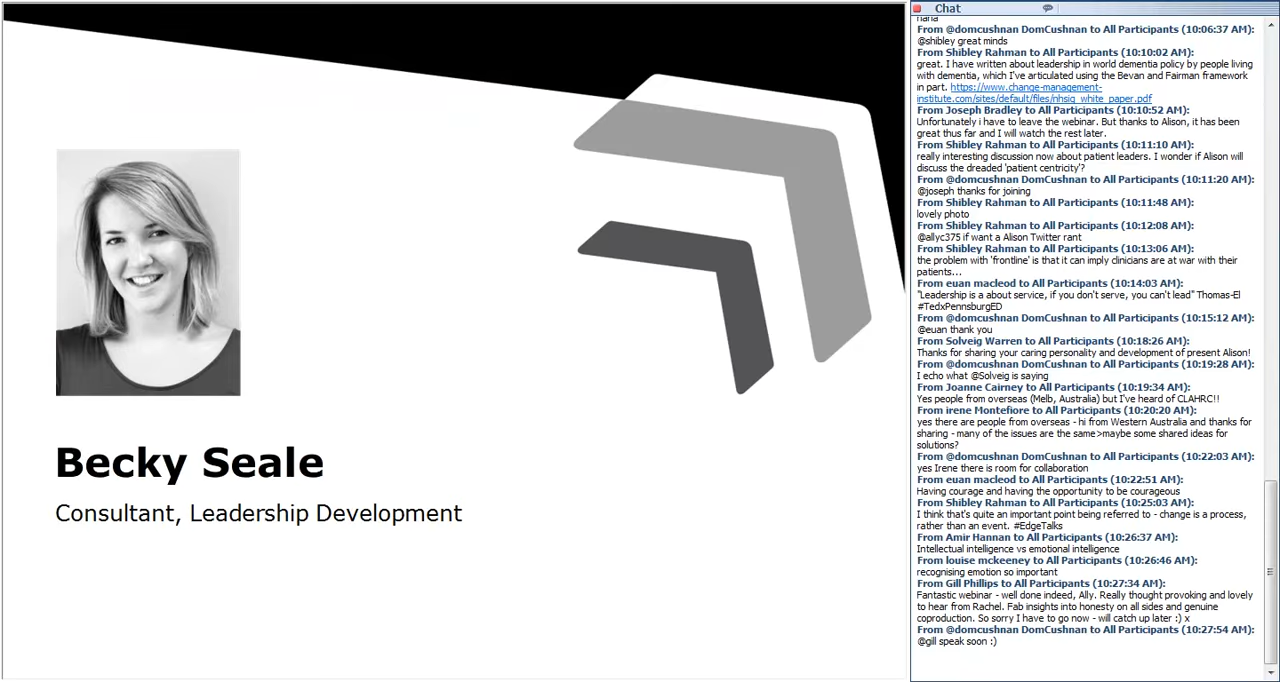 Becky Seale
Consultant, Leadership Development
Chat
From @domcushnan DomCushnan to All Participants (10:06:37 AM):
@shibley great minds
From Shibley Rahman to All Participants (10:10:02 AM):
great. I have written about leadership in world dementia policy by people living
with dementia, which I've articulated using the Bevan and Fairman framework
in part. https://www.change-management-
institute.com/sites/default/files/nhsiq_white_paper.pdf
From Joseph Bradley to All Participants (10:10:52 AM):
Unfortunately i have to leave the webinar. But thanks to Alison, it has been
great thus far and I will watch the rest later.
From Shibley Rahman to All Participants (10:11:10 AM):
really interesting discussion now about patient leaders. I wonder if Alison will
discuss the dreaded 'patient centricity'?
From @domcushnan DomCushnan to All Participants (10:11:20 AM):
@joseph thanks for joining
From Shibley Rahman to All Participants (10:11:48 AM):
lovely photo
From Shibley Rahman to All Participants (10:12:08 AM):
@allyc375 if want a Alison Twitter rant
From Shibley Rahman to All Participants (10:13:06 AM):
the problem with 'frontline' is that it can imply clinicians are at war with their
patients...
From euan macleod to All Participants (10:14:03 AM):
"Leadership is a about service, if you don't serve, you can't lead" Thomas-El
#TedxPennsburgED
From @domcushnan DomCushnan to All Participants (10:15:12 AM):
@euan thank you
From Solveig Warren to All Participants (10:18:26 AM):
Thanks for sharing your caring personality and development of present Alison!
From @domcushnan DomCushnan to All Participants (10:19:28 AM):
I echo what @Solveig is saying
From Joanne Cairney to All Participants (10:19:34 AM):
Yes people from overseas (Melb, Australia) but I've heard of CLAHRC!!
From irene Montefiore to All Participants (10:20:20 AM):
yes there are people from overseas - hi from Western Australia and thanks for
sharing - many of the issues are the same>maybe some shared ideas for
solutions?
From @domcushnan DomCushnan to All Participants (10:22:03 AM):
yes Irene there is room for collaboration
From euan macleod to All Participants (10:22:51 AM):
Having courage and having the opportunity to be courageous
From Shibley Rahman to All Participants (10:25:03 AM):
I think that's quite an important point being referred to - change is a process,
rather than an event. #EdgeTalks
From Amir Hannan to All Participants (10:26:37 AM):
Intellectual intelligence vs emotional intelligence
From louise mckeeney to All Participants (10:26:46 AM):
recognising emotion so important
From Gill Phillips to All Participants (10:27:34 AM):
Fantastic webinar - well done indeed, Ally. Really thought provoking and lovely
to hear from Rachel. Fab insights into honesty on all sides and genuine
coproduction. So sorry I have to go now - will catch up later :) x
From @domcushnan DomCushnan to All Participants (10:27:54 AM):
@gill speak soon :)